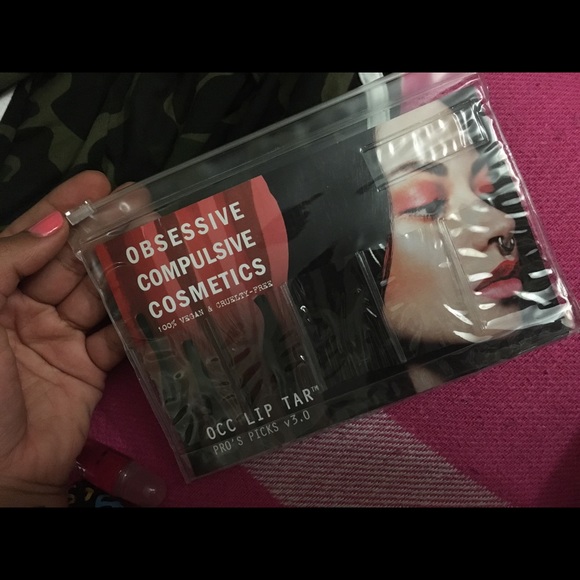 OBSESSIVE
COMPULSIVE
COSMETICS
100% VEGAN & CRUELTY-FREE
OCC LIP TAR™
PRO'S PICKS v3.0